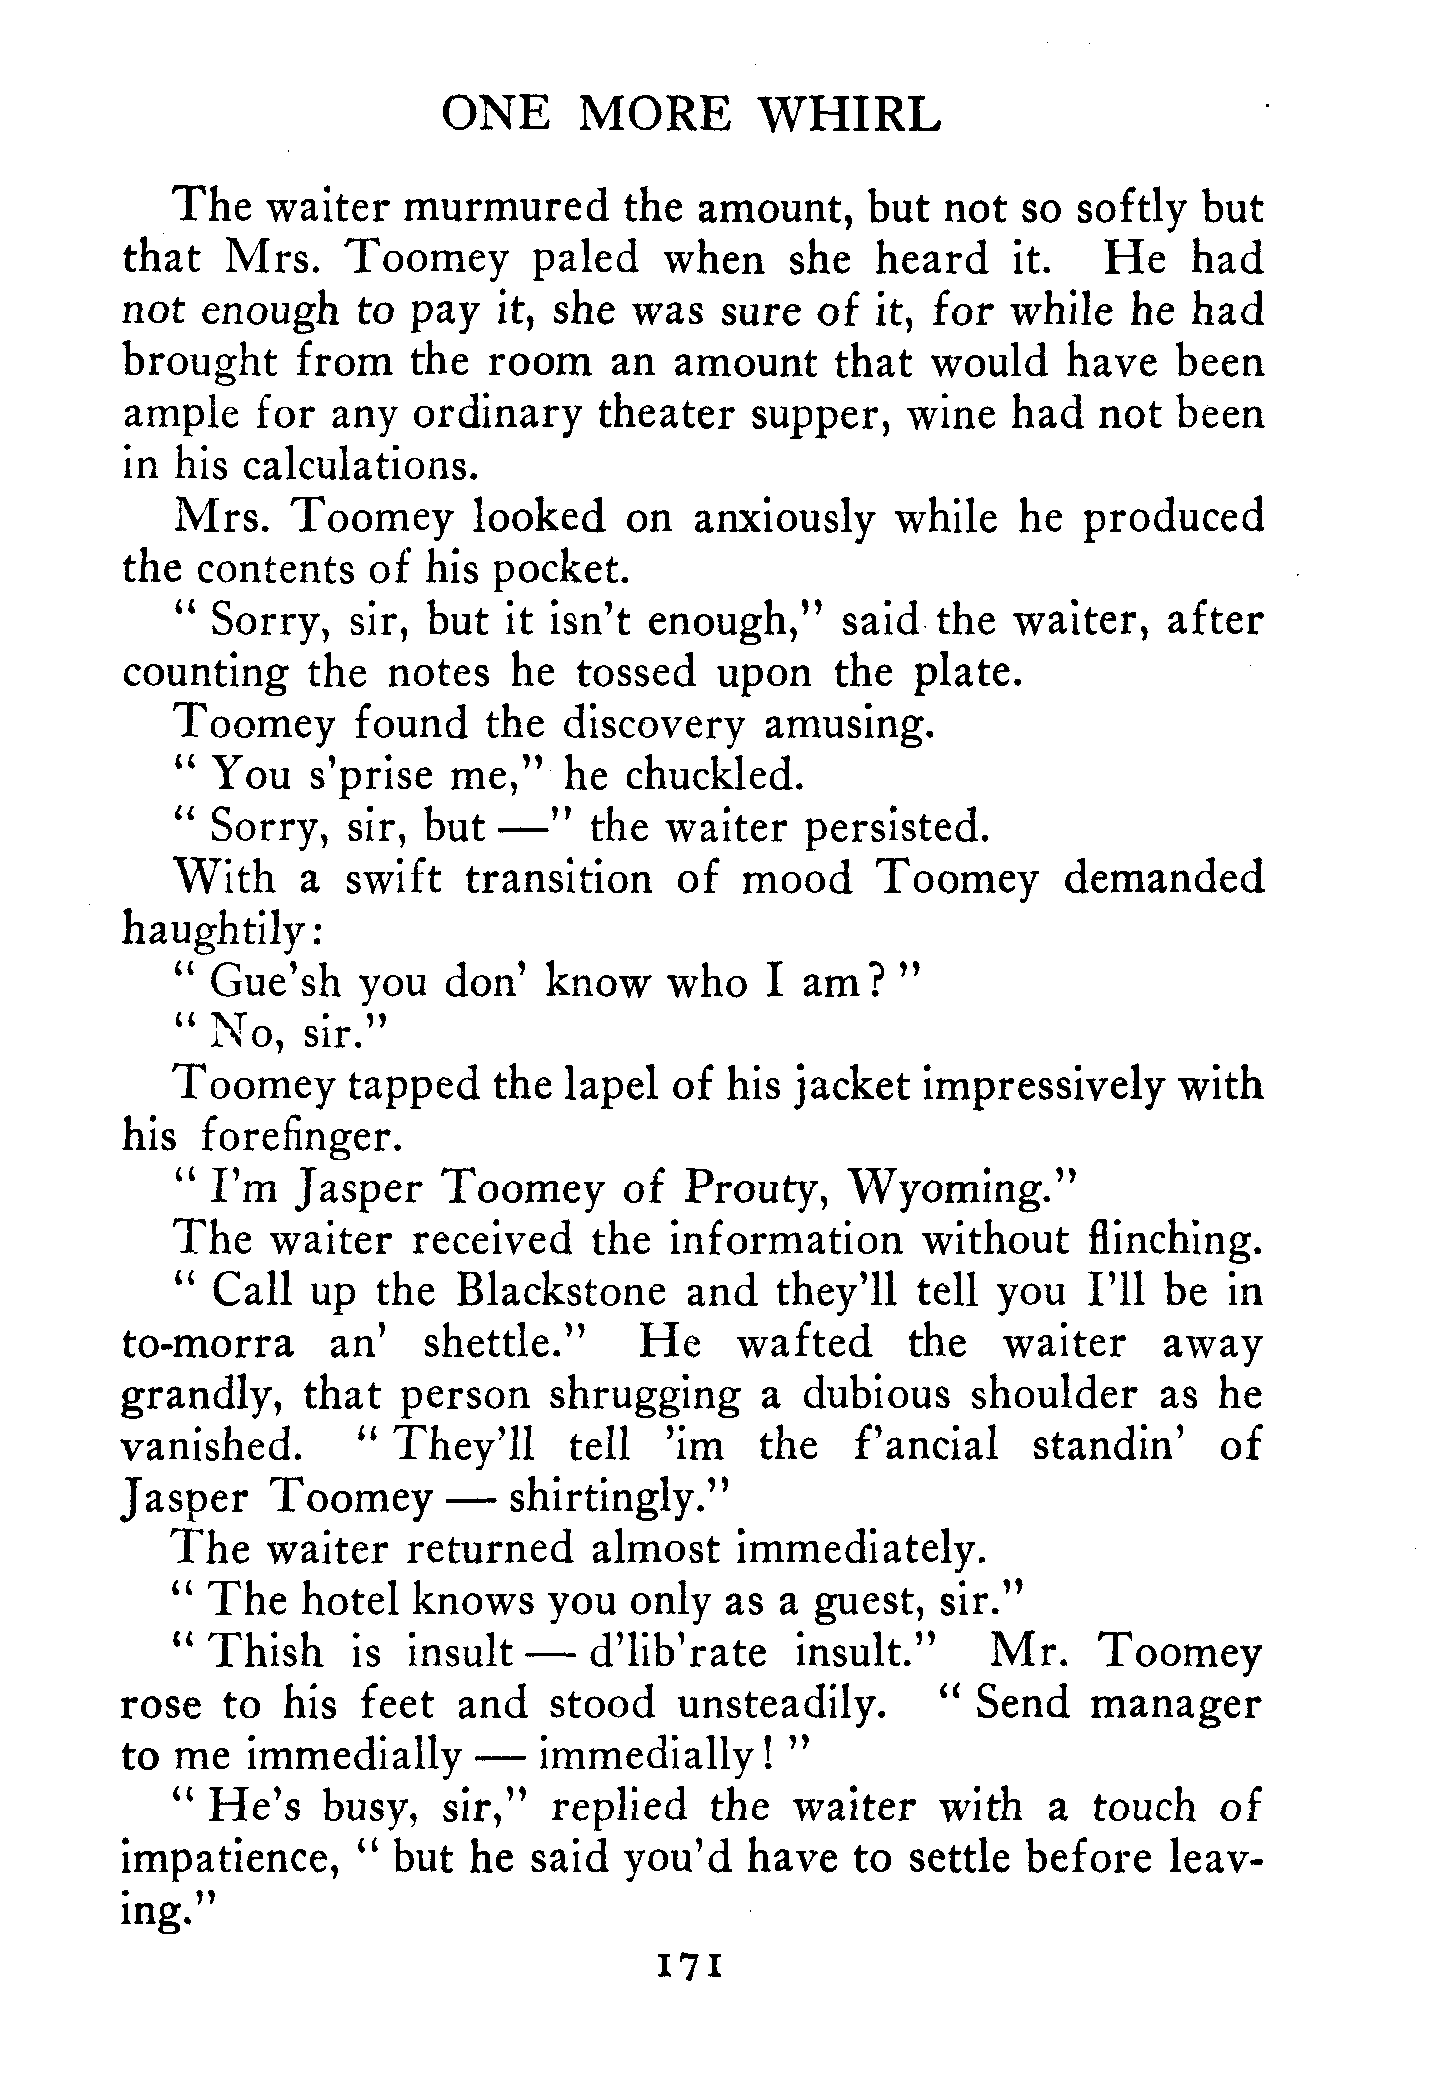 ONE MORE WHIRL
The waiter murmured the amount, but not so softly but
that Mrs. Toomey paled when she heard it. He had
not enough to pay it, she was sure of it, for while he had
brought from the room an amount that would have been
ample for any ordinary theater supper, wine had not been
in his calculations.
Mrs. Toomey looked on anxiously while he produced
the contents of his pocket.
" Sorry, sir, but it isn't enough," said the waiter, after
counting the notes he tossed upon the plate.
Toomey found the discovery amusing.
" You s'prise me," he chuckled.
" Sorry, sir, but —" the waiter persisted.
With a swift transition of mood Toomey demanded
haughtily:
" Gue'sh you don' know who I am? "
" No, sir."
Toomey tapped the lapel of his jacket impressively with
his forefinger.
" I'm Jasper Toomey of Prouty, Wyoming."
The waiter received the information without flinching.
" Call up the Blackstone and they'll tell you I'll be in
to-morra an' shettle." He wafted the waiter away
grandly, that person shrugging a dubious shoulder as he
vanished. " They'll tell 'im the f'ancial standin' of
Jasper Toomey — shirtingly."
The waiter returned almost immediately.
" The hotel knows you only as a guest, sir."
" Thish is insult — d'lib'rate insult." Mr. Toomey
rose to his feet and stood unsteadily. " Send manager
to me immedially — immedially! "
" He's busy, sir," replied the waiter with a touch of
impatience, " but he said you'd have to settle before leav-
ing."
171